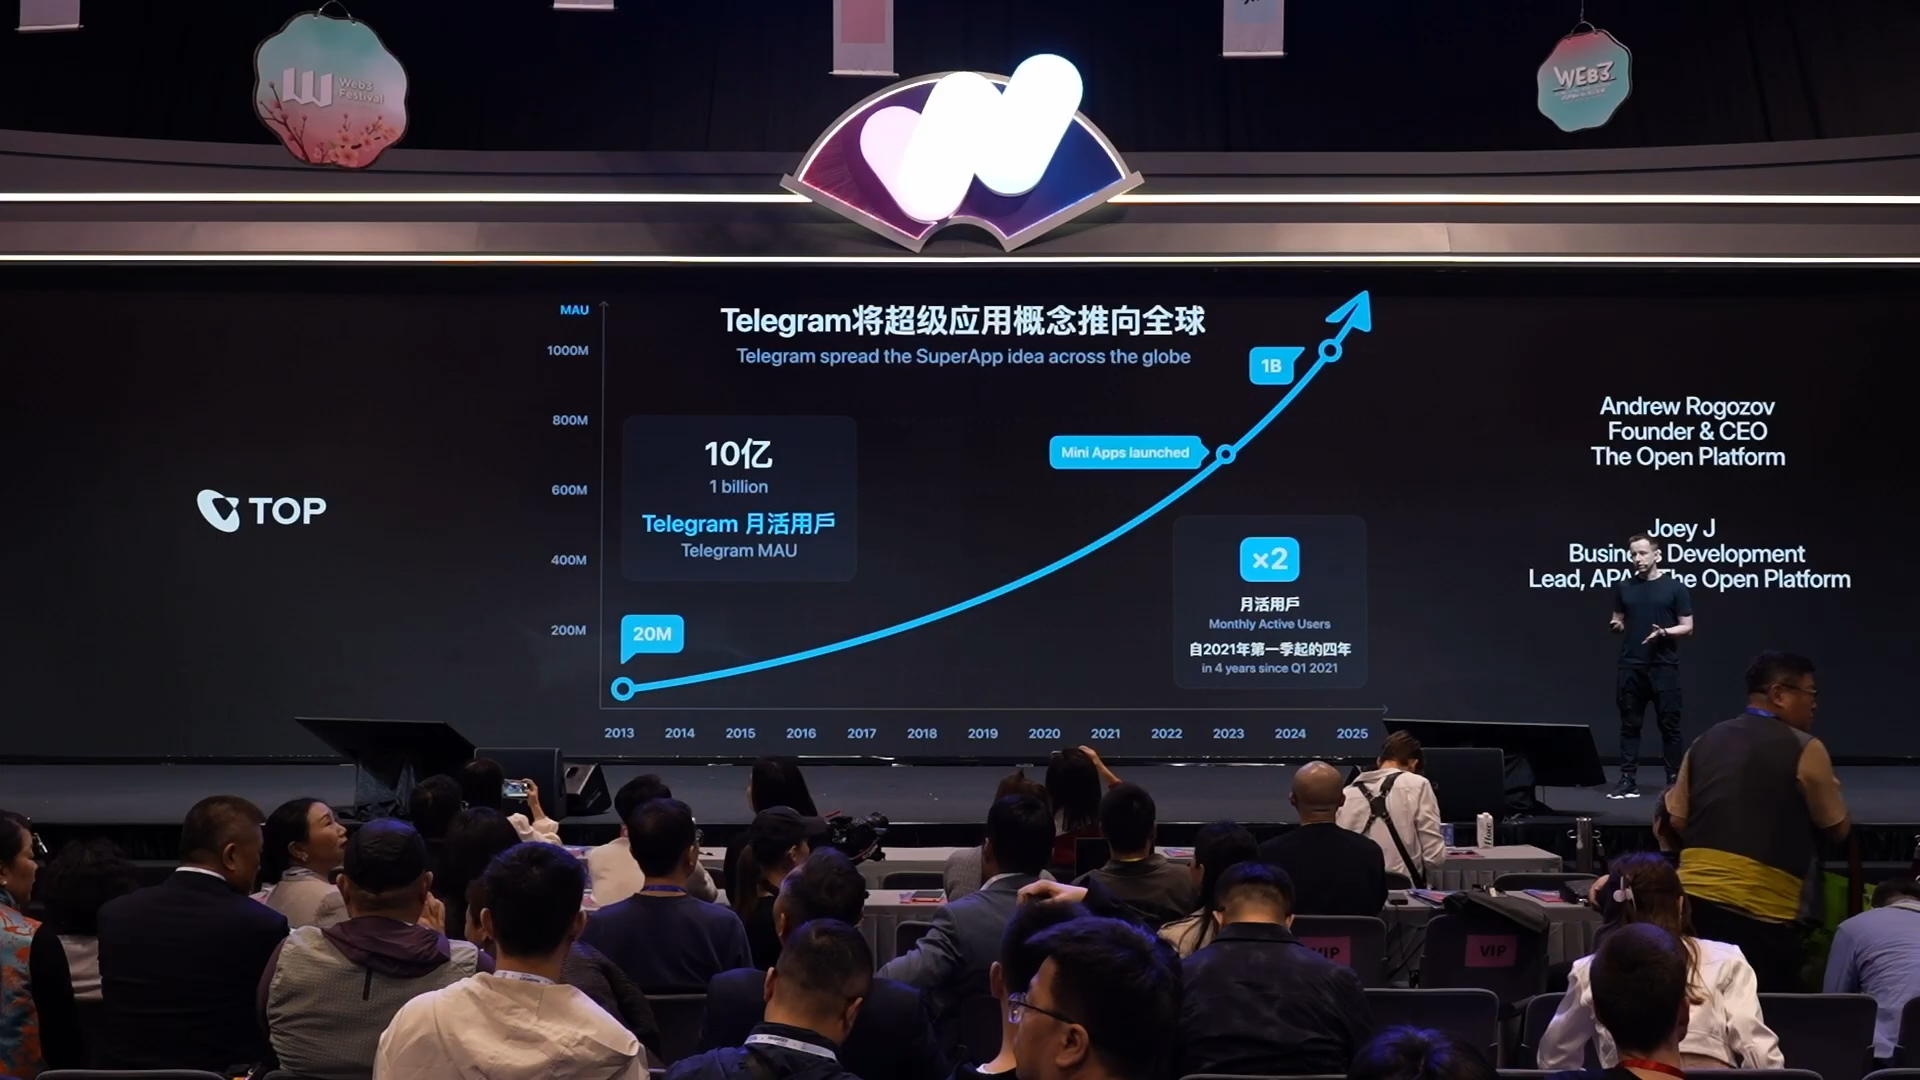 Web3
Festival
WEB3
TOP
Telegram将超级应用概念推向全球
Telegram spread the SuperApp idea across the globe
MAU
1000M
800M
600M
400M
200M
10亿
1 billion
Telegram 月活用戶
Telegram MAU
20M
Mini Apps launched
1B
×2
月活用戶
Monthly Active Users
自2021年第一季起的四年
in 4 years since Q1 2021
2013 2014 2015 2016 2017 2018 2019 2020 2021 2022 2023 2024 2025
Andrew Rogozov
Founder & CEO
The Open Platform
Joey J
Development
Lead, The Open Platform
VIP
VIP